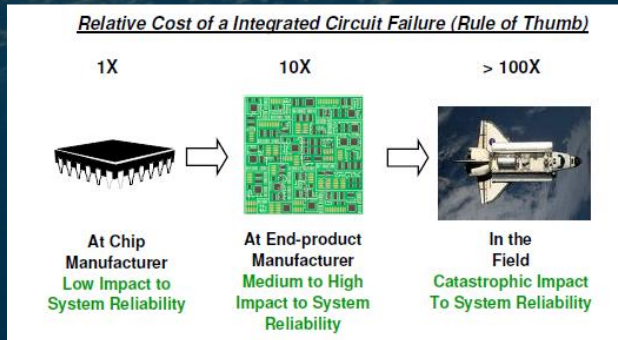 Relative Cost of a Integrated Circuit Failure (Rule of Thumb)
1X
10X
> 100X
At Chip
Manufacturer
Low Impact to
System Reliability
At End-product
Manufacturer
Medium to High
Impact to System
Reliability
In the
Field
Catastrophic Impact
To System Reliability